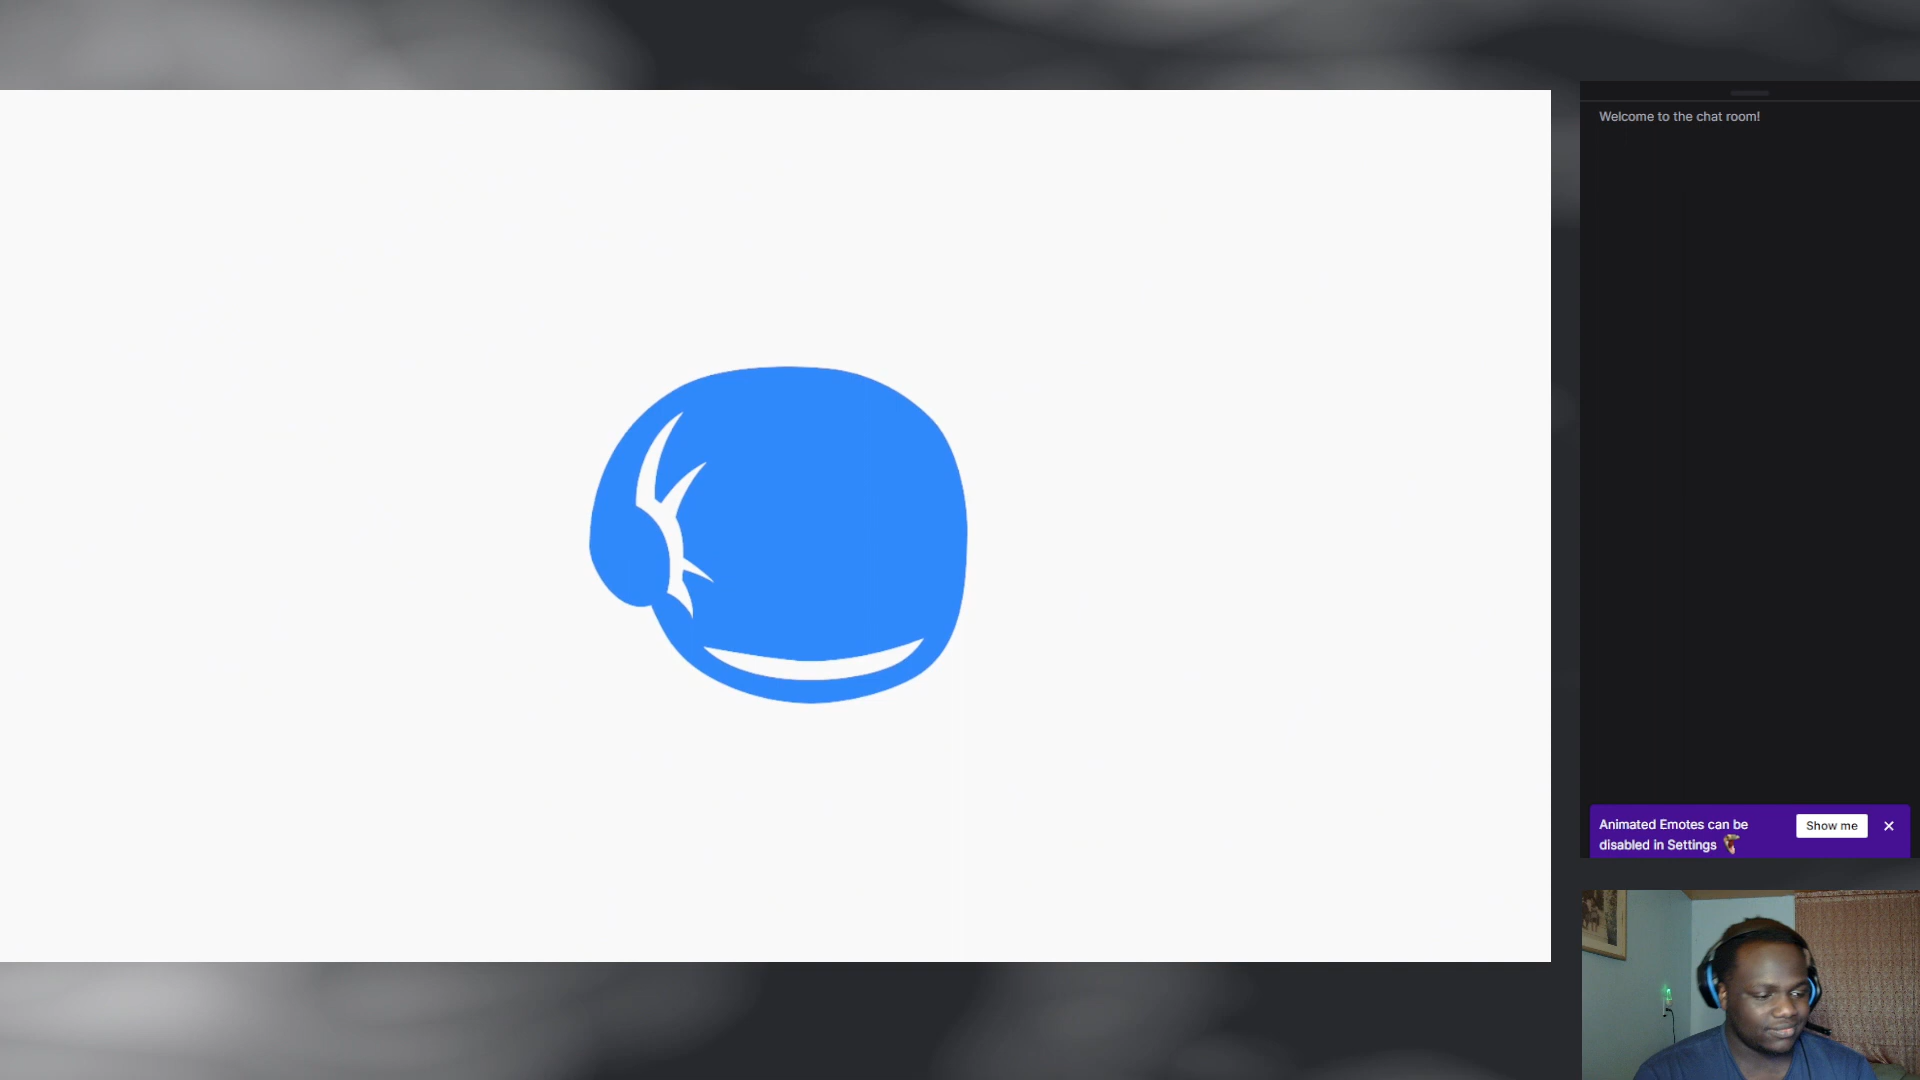 Welcome to the chat room!
Animated Emotes can be
disabled in Settings
Show me